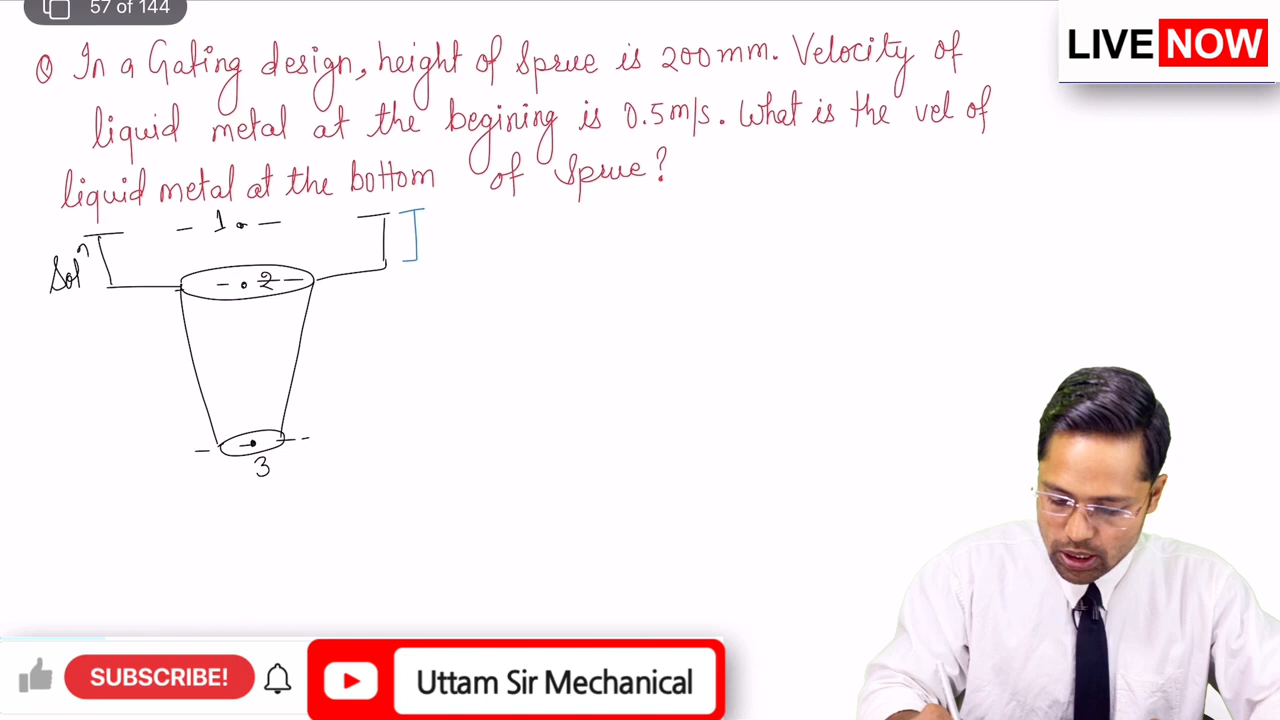 57 of 144
LIVE NOW
Q In a Gating design, height of Sprue is 200mm. Velocity of
liquid metal at the begining is 0.5m/s. What is the vel of
liquid metal at the bottom of Sprue?
1
Solⁿ
2
3
SUBSCRIBE!
Uttam Sir Mechanical